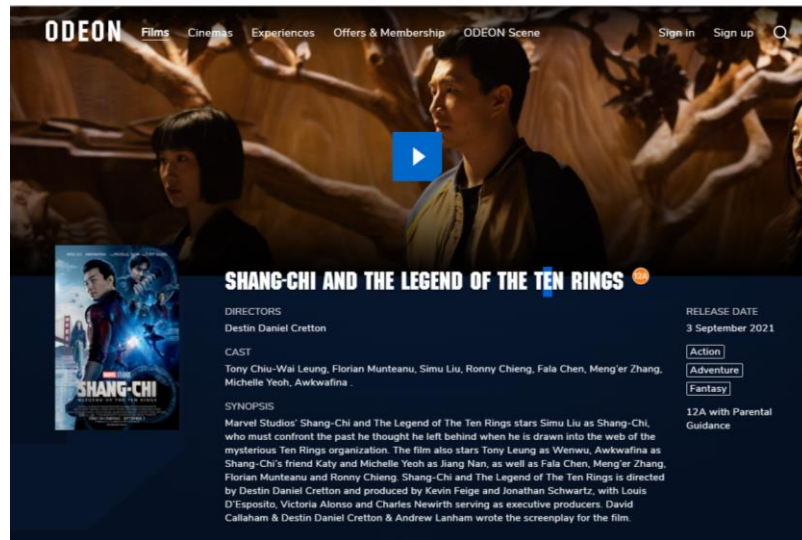 ODEON Films Cinemas Experiences Offers & Membership ODEON Scene Sign in Sign up
SHANG-CHI AND THE LEGEND OF THE TEN RINGS 12A
DIRECTORS
Destin Daniel Cretton
CAST
Tony Chiu-Wai Leung, Florian Munteanu, Simu Liu, Ronny Chieng, Fala Chen, Meng'er Zhang,
Michelle Yeoh, Awkwafina .
SYNOPSIS
Marvel Studios' Shang-Chi and The Legend of The Ten Rings stars Simu Liu as Shang-Chi,
who must confront the past he thought he left behind when he is drawn into the web of the
mysterious Ten Rings organization. The film also stars Tony Leung as Wenwu, Awkwafina as
Shang-Chi's friend Katy and Michelle Yeoh as Jiang Nan, as well as Fala Chen, Meng'er Zhang,
Florian Munteanu and Ronny Chieng. Shang-Chi and The Legend of The Ten Rings is directed
by Destin Daniel Cretton and produced by Kevin Feige and Jonathan Schwartz, with Louis
D'Esposito, Victoria Alonso and Charles Newirth serving as executive producers. David
Callaham & Destin Daniel Cretton & Andrew Lanham wrote the screenplay for the film.
RELEASE DATE
3 September 2021
Action
Adventure
Fantasy
12A with Parental
Guidance
MARVEL STUDIOS
SHANG-CHI
LEGEND OF THE TEN RINGS